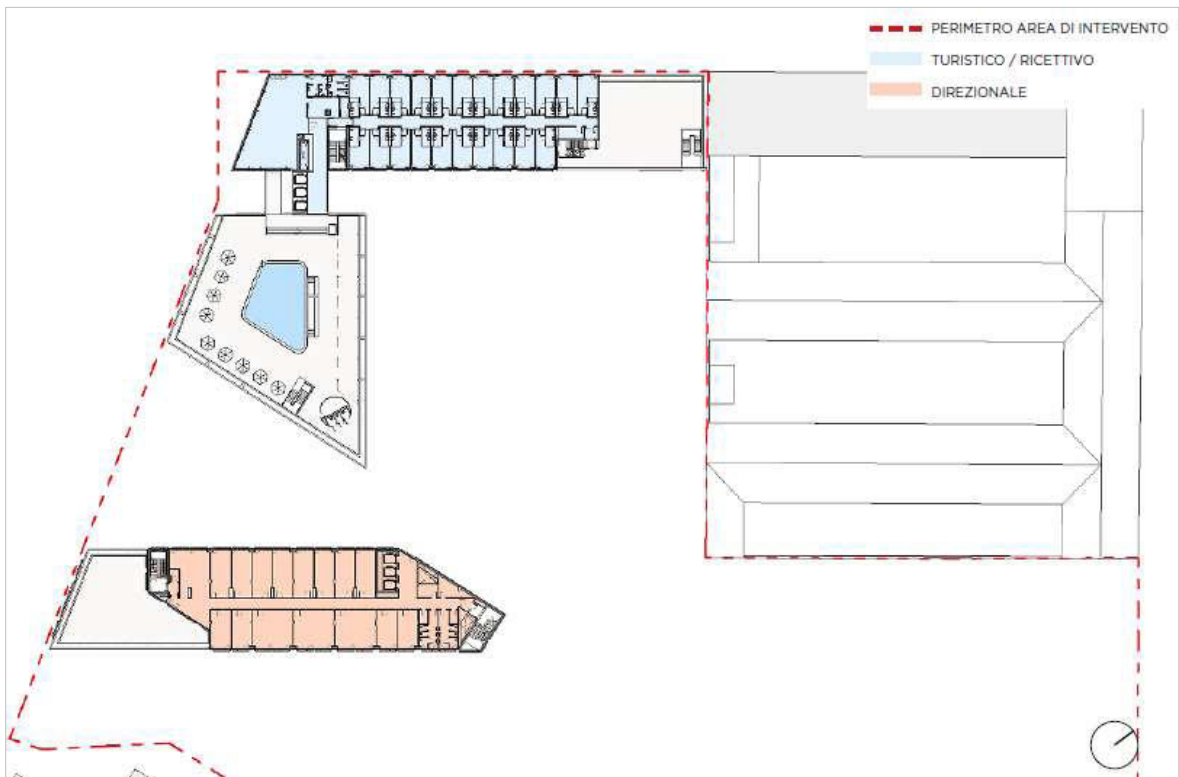 PERIMETRO AREA DI INTERVENTO
TURISTICO / RICETTIVO
DIREZIONALE